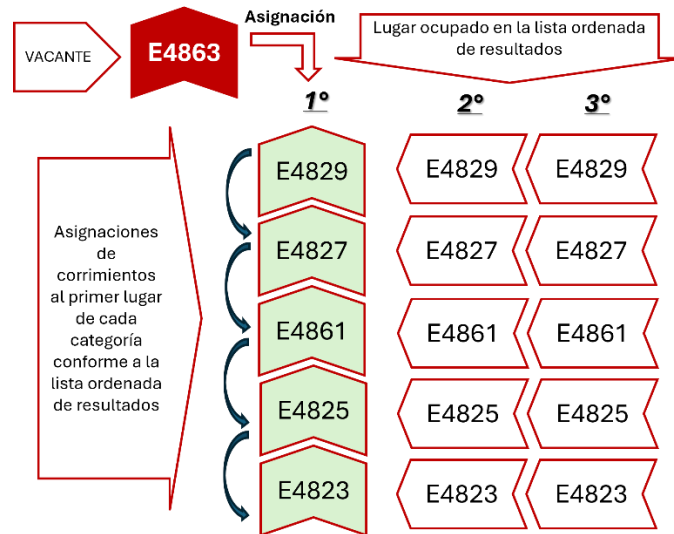 VACANTE
E4863
Asignación
Lugar ocupado en la lista ordenada
de resultados
1°
2°
3°
E4829
E4829
E4829
E4827
E4827
E4827
Asignaciones
de
corrimientos
al primer lugar
de cada
categoría
conforme a la
lista ordenada
de resultados
E4861
E4861
E4861
E4825
E4825
E4825
E4823
E4823
E4823